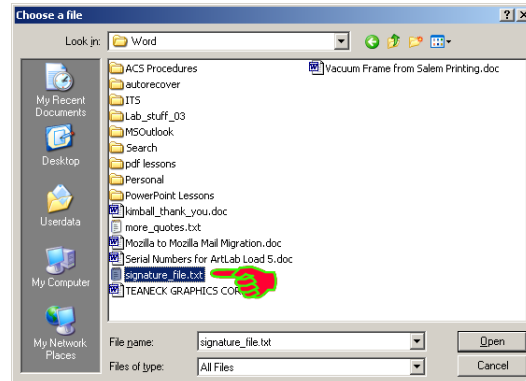 Choose a file
Look in:
Word
My Recent
Documents
Desktop
Userdata
My Computer
My Network
Places
ACS Procedures
autorecover
ITS
Lab_stuff_03
MSOutlook
Search
pdf lessons
Personal
PowerPoint Lessons
kimball_thank_you.doc
more_quotes.txt
Mozilla to Mozilla Mail Migration.doc
Serial Numbers for ArtLab Load 5.doc
signature_file.txt
TEANECK GRAPHICS COR
Vacuum Frame from Salem Printing.doc
File name:
signature_file.txt
Open
Files of type:
All Files
Cancel